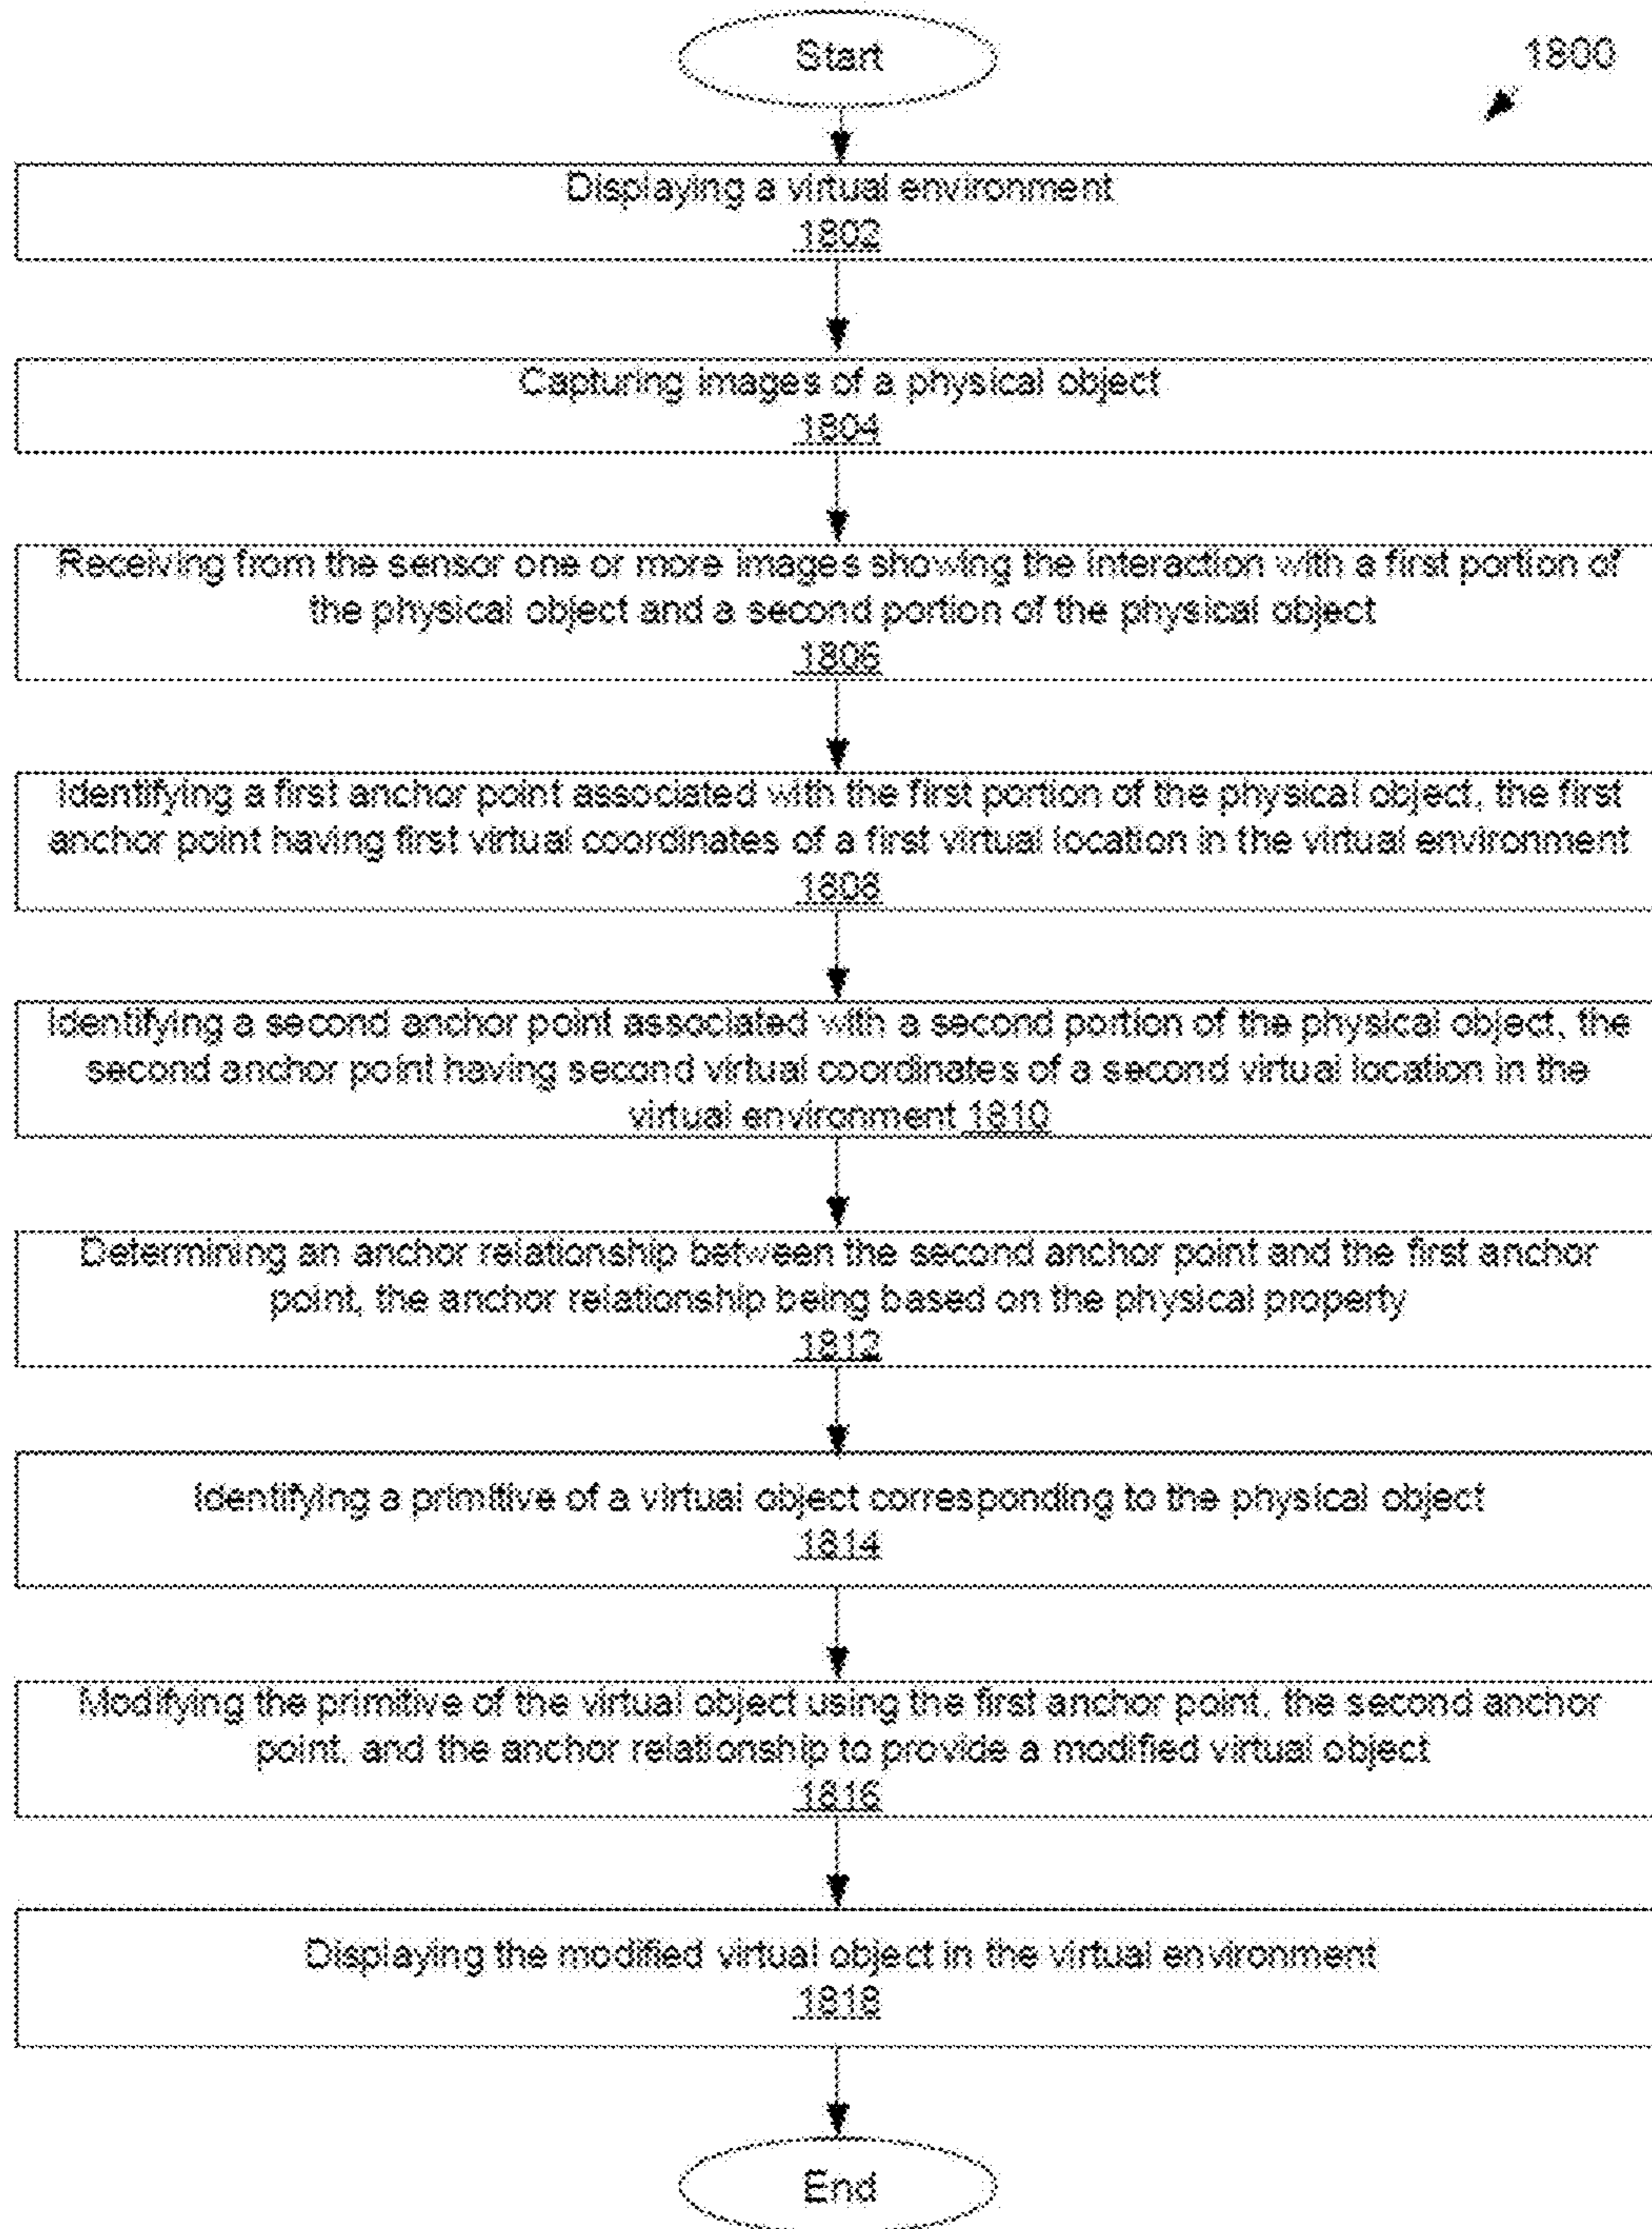 Start
1800
Displaying a virtual environment
1802
Capturing images of a physical object
1804
Receiving from the sensor one or more images showing the interaction with a first portion of
the physical object and a second portion of the physical object
1806
Identifying a first anchor point associated with the first portion of the physical object, the first
anchor point having first virtual coordinates of a first virtual location in the virtual environment
1808
Identifying a second anchor point associated with a second portion of the physical object, the
second anchor point having second virtual coordinates of a second virtual location in the
virtual environment 1810
Determining an anchor relationship between the second anchor point and the first anchor
point, the anchor relationship being based on the physical property
1812
Identifying a primitive of a virtual object corresponding to the physical object
1814
Modifying the primitive of the virtual object using the first anchor point, the second anchor
point, and the anchor relationship to provide a modified virtual object
1816
Displaying the modified virtual object in the virtual environment
1818
End